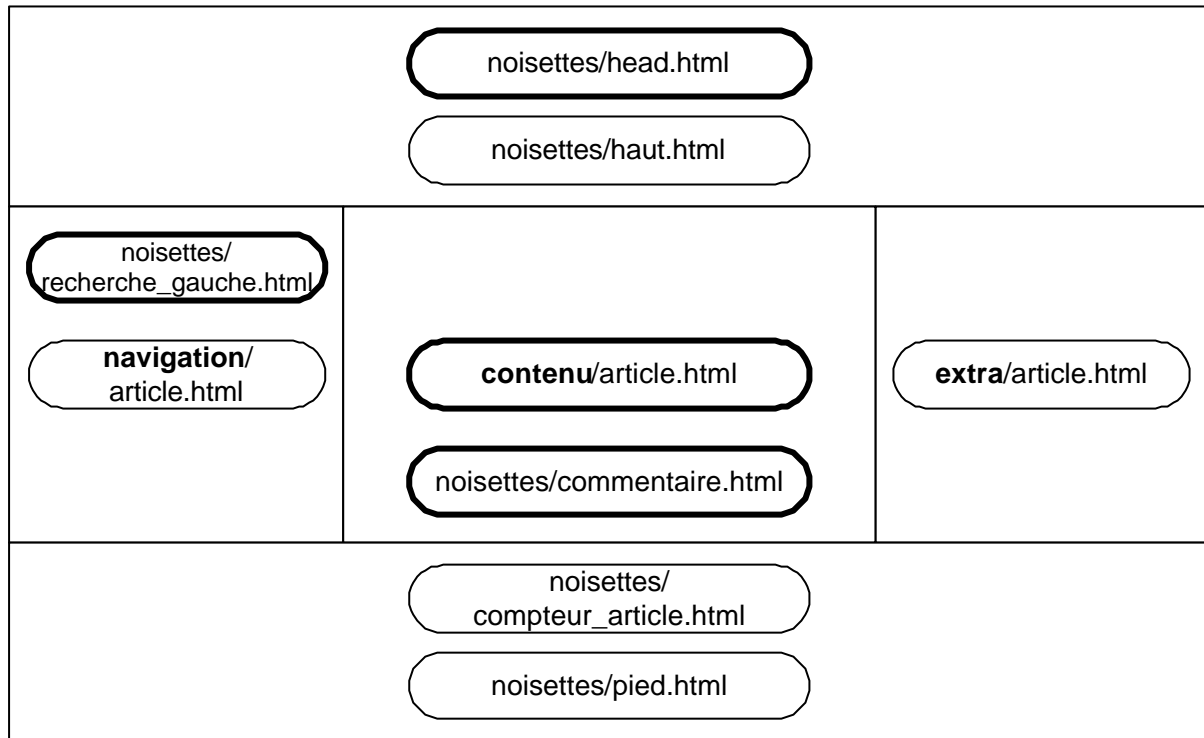 noisettes/head.html
noisettes/haut.html
noisettes/
recherche_gauche.html
navigation/
article.html
contenu/article.html
noisettes/commentaire.html
extra/article.html
noisettes/
compteur_article.html
noisettes/pied.html